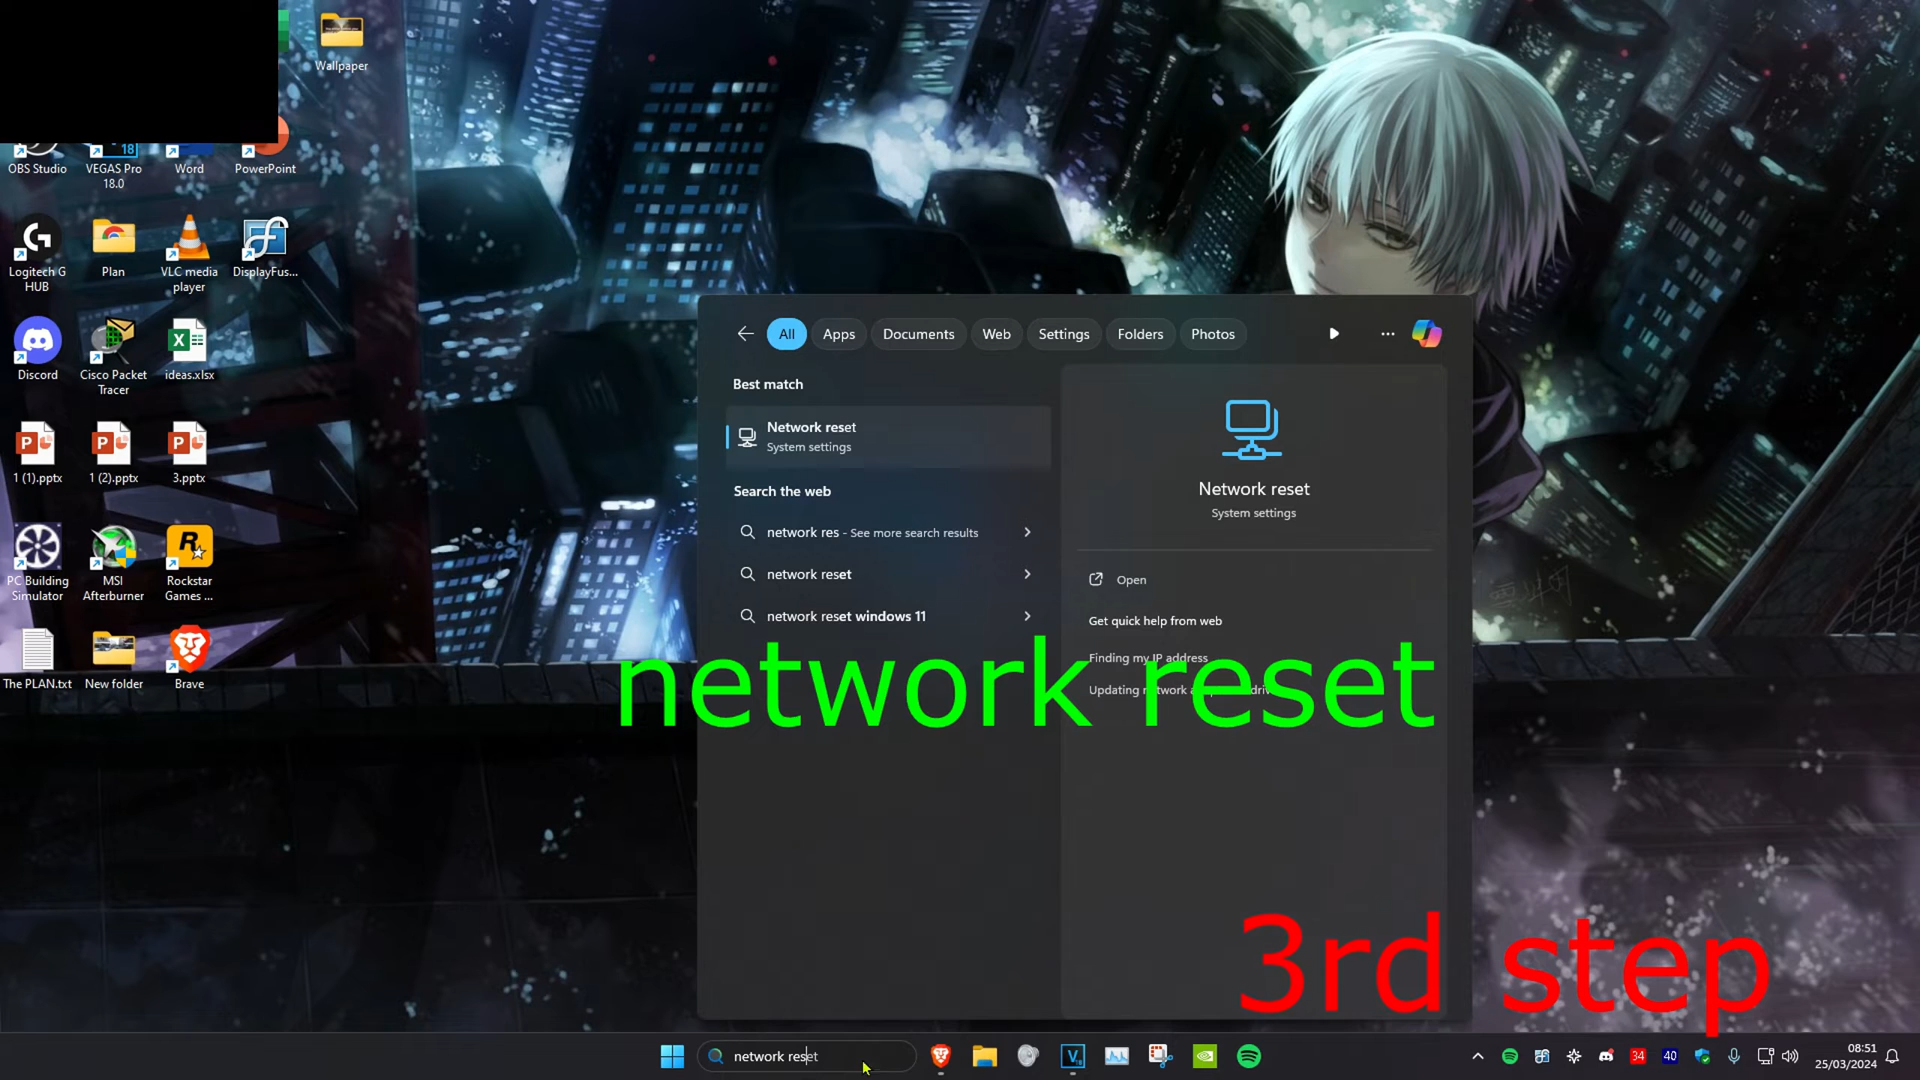 Wallpaper
OBS Studio
VEGAS Pro
18.0
Word
PowerPoint
18
Logitech G
HUB
Plan
VLC media
player
DisplayFus...
Discord
Cisco Packet
Tracer
ideas.xlsx
1 (1).pptx
1 (2).pptx
3.pptx
PC Building
Simulator
MSI
Afterburner
Rockstar
Games ...
The PLAN.txt
New folder
Brave
All
Apps
Documents
Web
Settings
Folders
Photos
Best match
Network reset
System settings
Search the web
network res - See more search results
network reset
network reset windows 11
Network reset
System settings
Open
Get quick help from web
Finding my IP address
Updating network
network reset
3rd step
network reset
34
40
08:51
25/03/2024